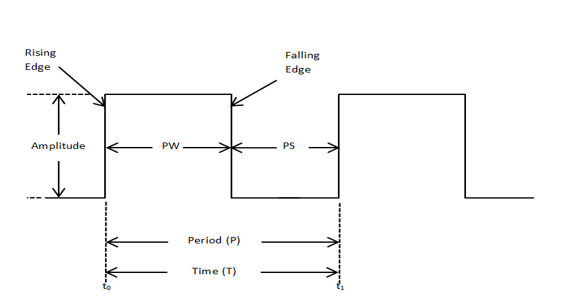 Rising
Edge
Falling
Edge
Amplitude
PW
PS
Period (P)
Time (T)
t₀
t₁